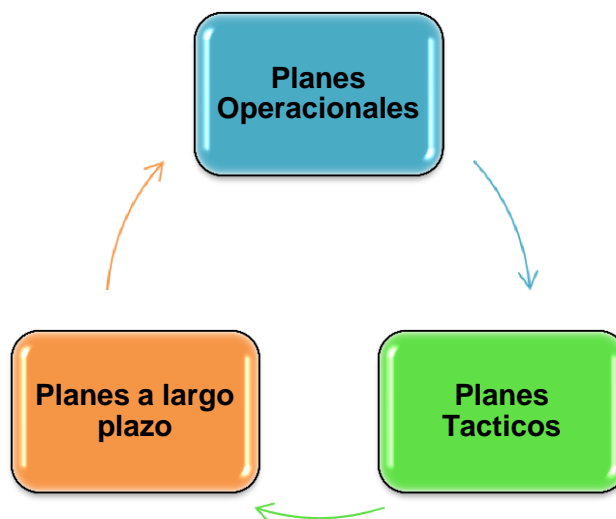 Planes
Operacionales
Planes a largo
plazo
Planes
Tacticos